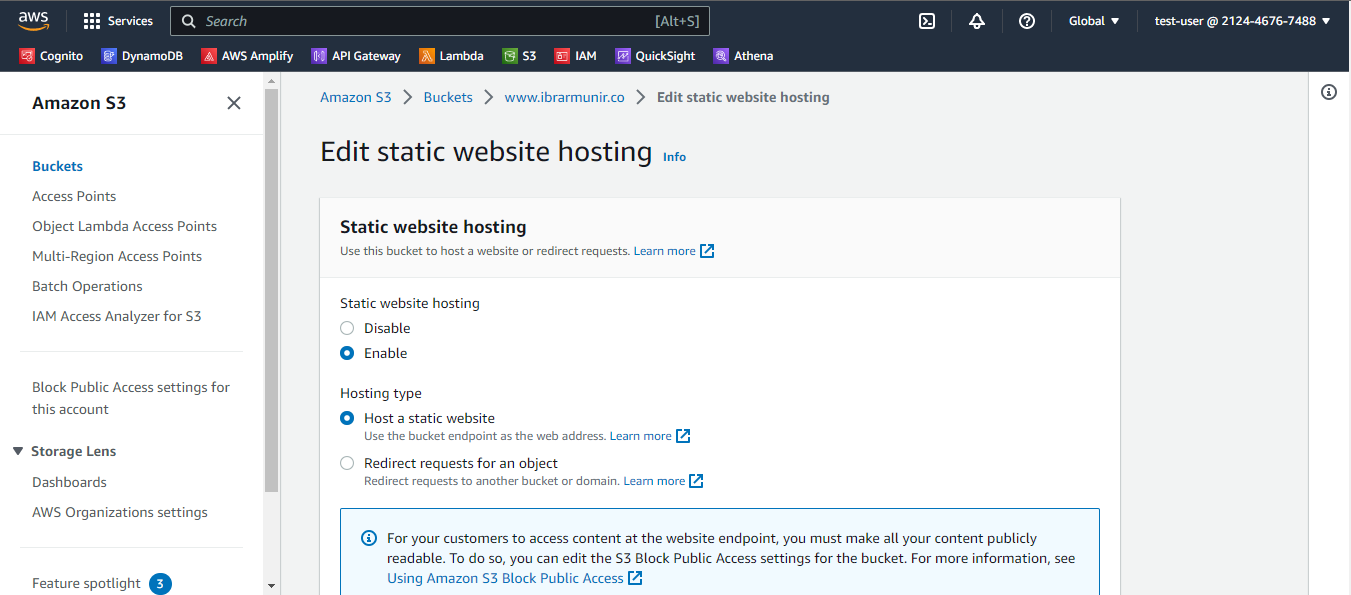 aws
Services
Search [Alt+S]
Global
test-user @ 2124-4676-7488
Cognito DynamoDB AWS Amplify API Gateway Lambda S3 IAM QuickSight Athena
Amazon S3
Buckets
Access Points
Object Lambda Access Points
Multi-Region Access Points
Batch Operations
IAM Access Analyzer for S3
Block Public Access settings for
this account
Storage Lens
Dashboards
AWS Organizations settings
Feature spotlight 3
Amazon S3 > Buckets > www.ibrarmunir.co > Edit static website hosting
Edit static website hosting Info
Static website hosting
Use this bucket to host a website or redirect requests. Learn more
Static website hosting
Disable
Enable
Hosting type
Host a static website
Use the bucket endpoint as the web address. Learn more
Redirect requests for an object
Redirect requests to another bucket or domain. Learn more
For your customers to access content at the website endpoint, you must make all your content publicly
readable. To do so, you can edit the S3 Block Public Access settings for the bucket. For more information, see
Using Amazon S3 Block Public Access